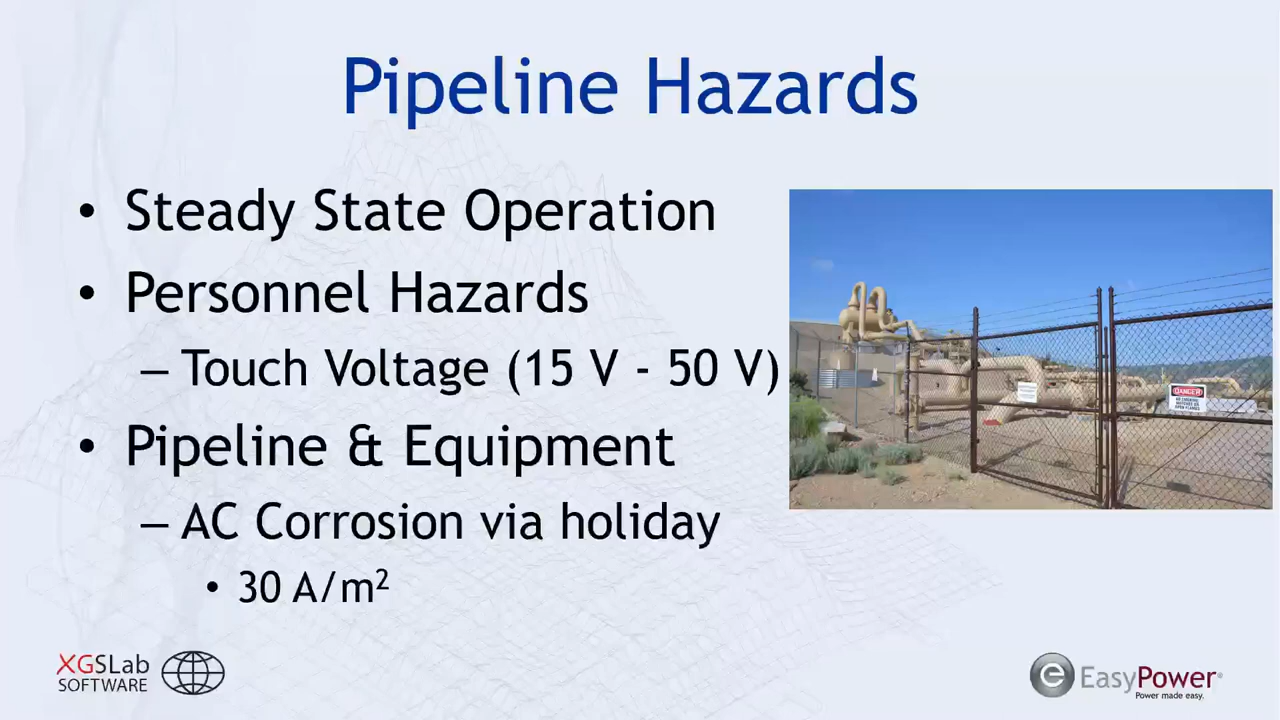 Pipeline Hazards
• Steady State Operation
• Personnel Hazards
– Touch Voltage (15 V - 50 V)
• Pipeline & Equipment
– AC Corrosion via holiday
• 30 A/m²
DANGER
XGSLab
SOFTWARE
EasyPower®
Power made easy.